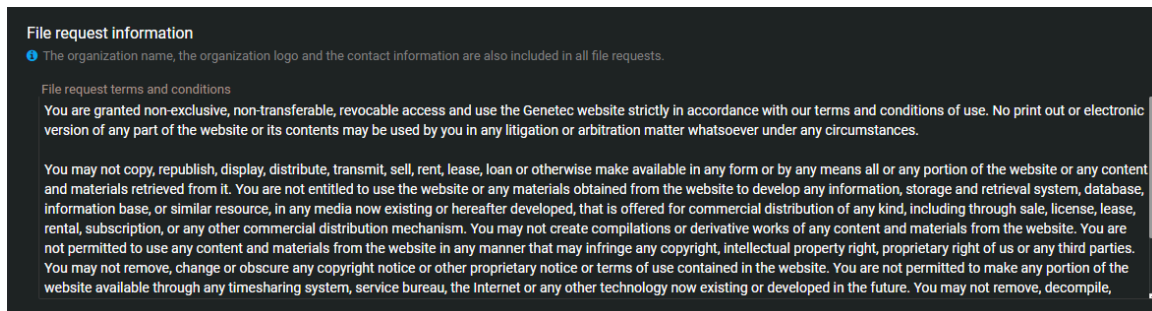 File request information
The organization name, the organization logo and the contact information are also included in all file requests.
File request terms and conditions
You are granted non-exclusive, non-transferable, revocable access and use the Genetec website strictly in accordance with our terms and conditions of use. No print out or electronic
version of any part of the website or its contents may be used by you in any litigation or arbitration matter whatsoever under any circumstances.
You may not copy, republish, display, distribute, transmit, sell, rent, lease, loan or otherwise make available in any form or by any means all or any portion of the website or any content
and materials retrieved from it. You are not entitled to use the website or any materials obtained from the website to develop any information, storage and retrieval system, database,
information base, or similar resource, in any media now existing or hereafter developed, that is offered for commercial distribution of any kind, including through sale, license, lease,
rental, subscription, or any other commercial distribution mechanism. You may not create compilations or derivative works of any content and materials from the website. You are
not permitted to use any content and materials from the website in any manner that may infringe any copyright, intellectual property right, proprietary right of us or any third parties.
You may not remove, change or obscure any copyright notice or other proprietary notice or terms of use contained in the website. You are not permitted to make any portion of the
website available through any timesharing system, service bureau, the Internet or any other technology now existing or developed in the future. You may not remove, decompile,